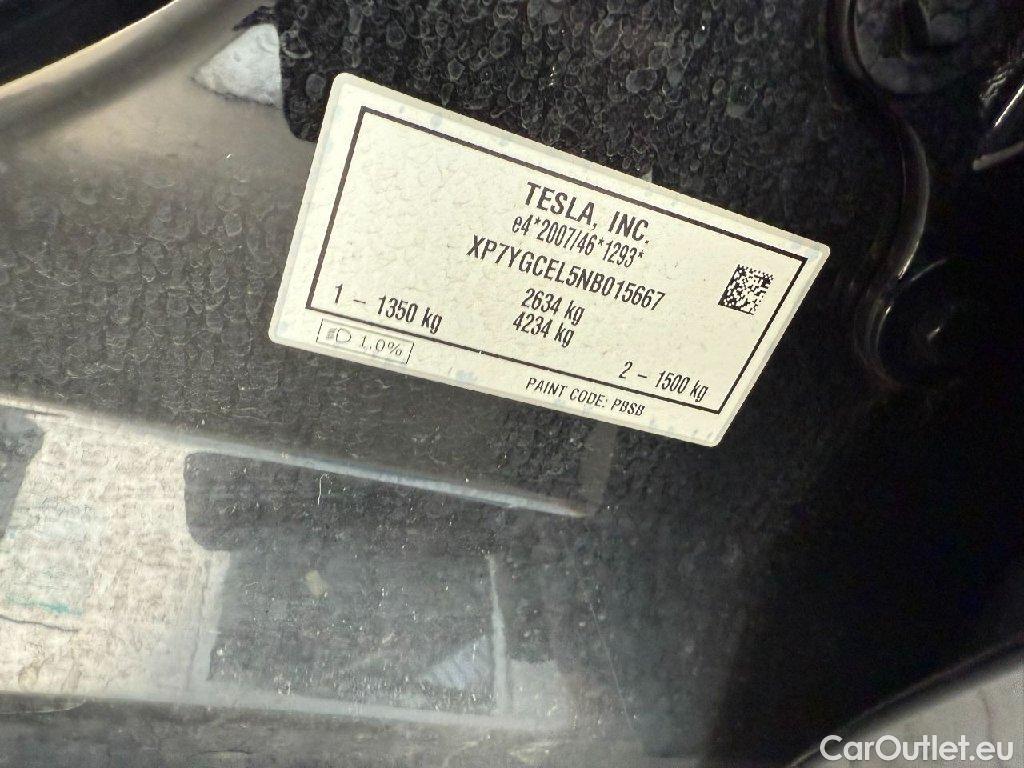 TESLA, INC.
e4*2007/46*1293*
XP7YGCEL5NB015667
2634 kg
4234 kg
1 – 1350 kg
2 – 1500 kg
1.0%
PAINT CODE: PBSB
CarOutlet.eu